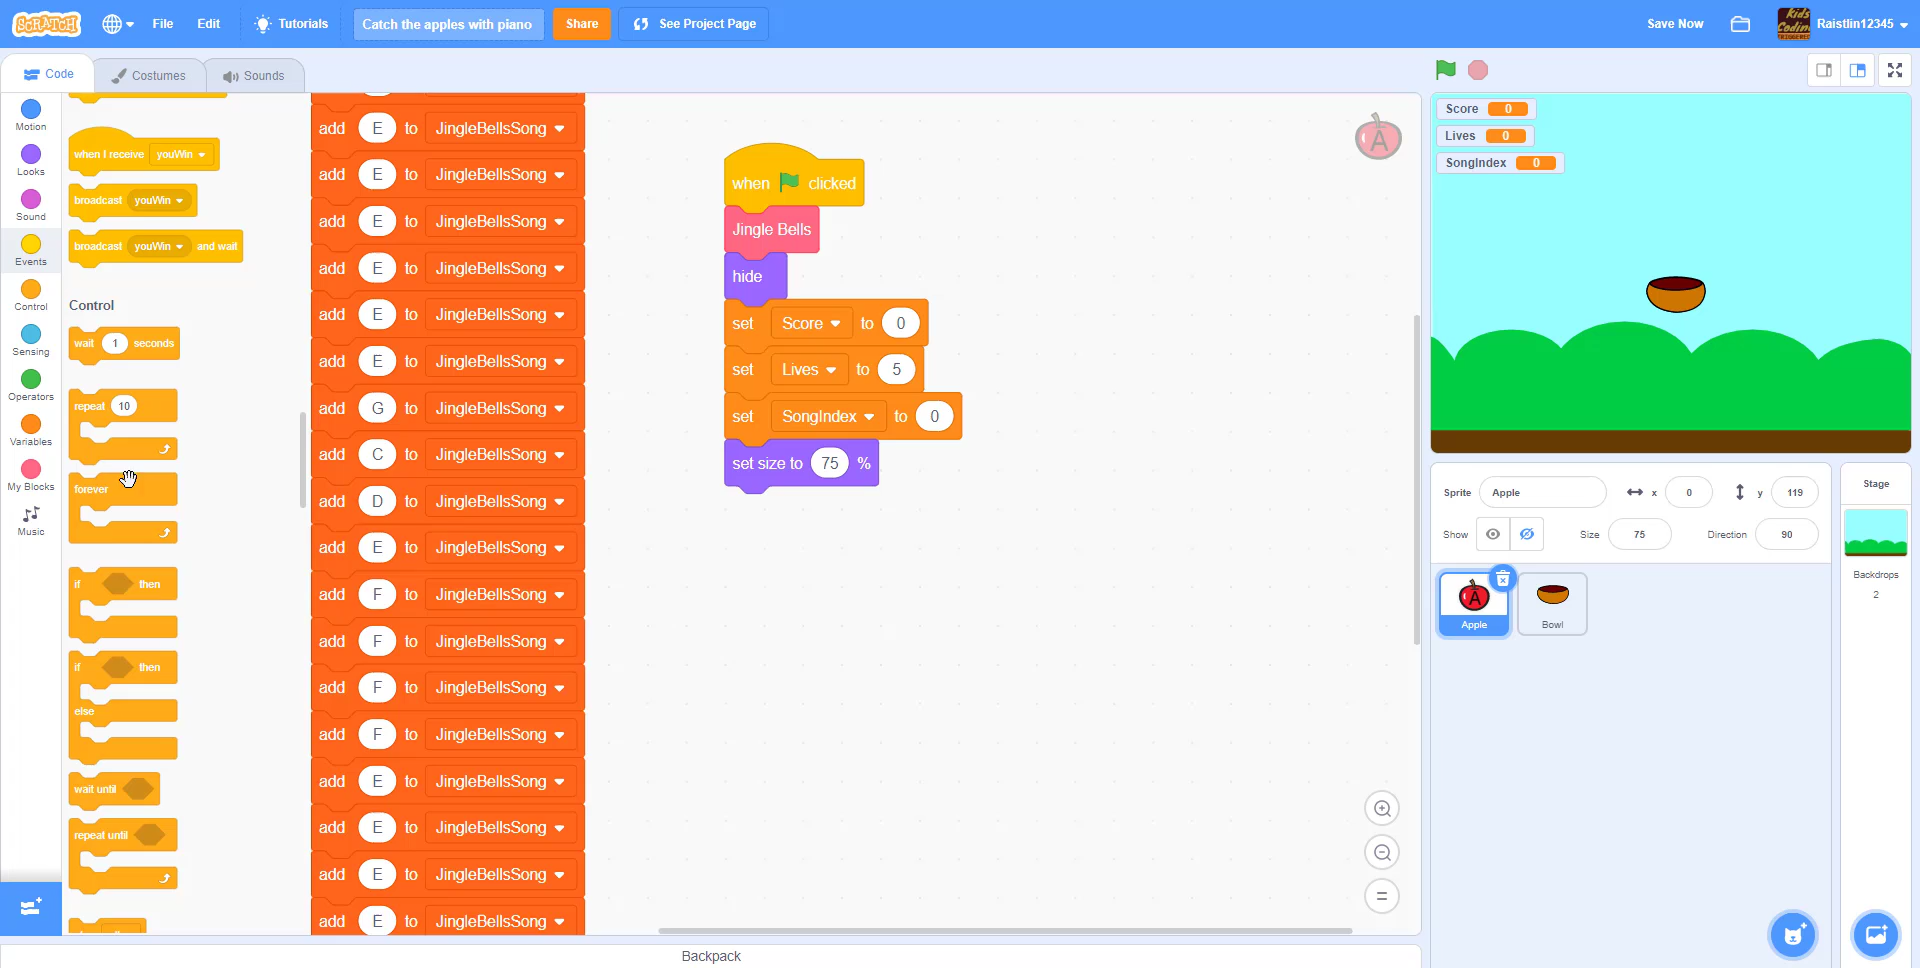 SCRATCH
File
Edit
Tutorials
Catch the apples with piano
Share
See Project Page
Save Now
Raistlin12345
Code
Costumes
Sounds
Motion
Looks
Sound
Events
Control
Sensing
Operators
Variables
My Blocks
Music
when I receive youWin
broadcast youWin
broadcast youWin and wait
Control
wait 1 seconds
repeat 10
forever
if then
if then
else
wait until
repeat until
add E to JingleBellsSong
add E to JingleBellsSong
add E to JingleBellsSong
add E to JingleBellsSong
add E to JingleBellsSong
add E to JingleBellsSong
add G to JingleBellsSong
add C to JingleBellsSong
add D to JingleBellsSong
add E to JingleBellsSong
add F to JingleBellsSong
add F to JingleBellsSong
add F to JingleBellsSong
add F to JingleBellsSong
add E to JingleBellsSong
add E to JingleBellsSong
add E to JingleBellsSong
add E to JingleBellsSong
when clicked
Jingle Bells
hide
set Score to 0
set Lives to 5
set SongIndex to 0
set size to 75 %
A
Backpack
Score 0
Lives 0
SongIndex 0
Sprite Apple x 0 y 119
Show Size 75 Direction 90
A
Apple
Bowl
Stage
Backdrops
2